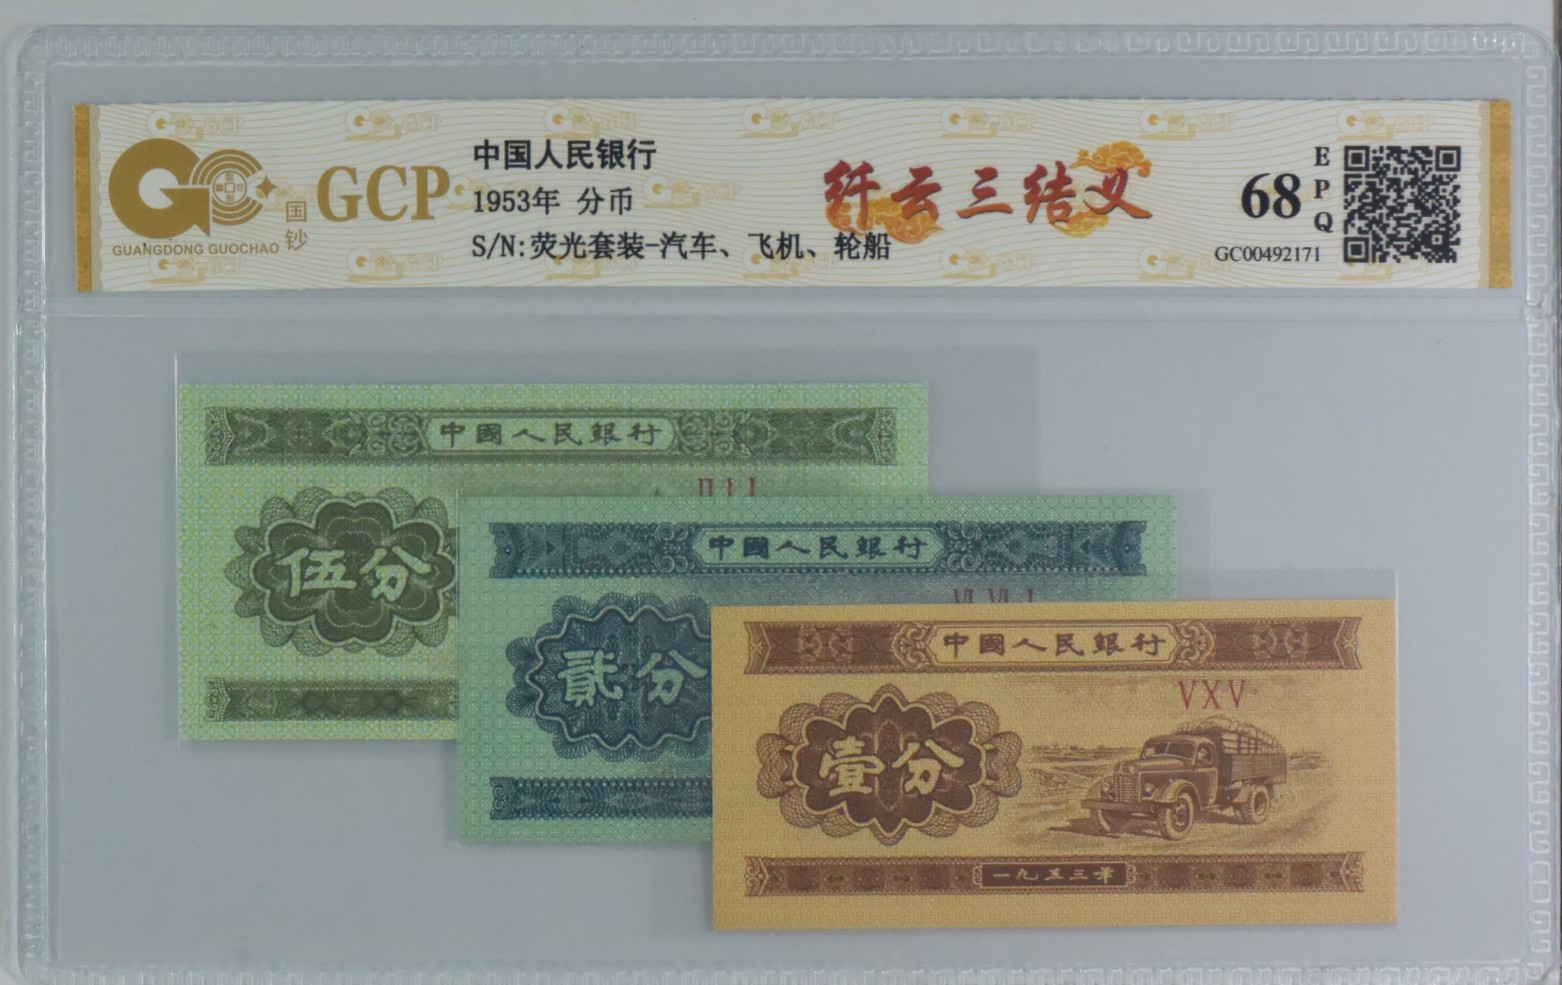 GCP
国钞
GUANGDONG GUOCHAO
中国人民银行
1953年 分币
S/N:荧光套装-汽车、飞机、轮船
纤云三结义
68
EPQ
GC00492171
中國人民銀行
伍分
中國人民銀行
貳分
中國人民銀行
VXV
壹分
一九五三年